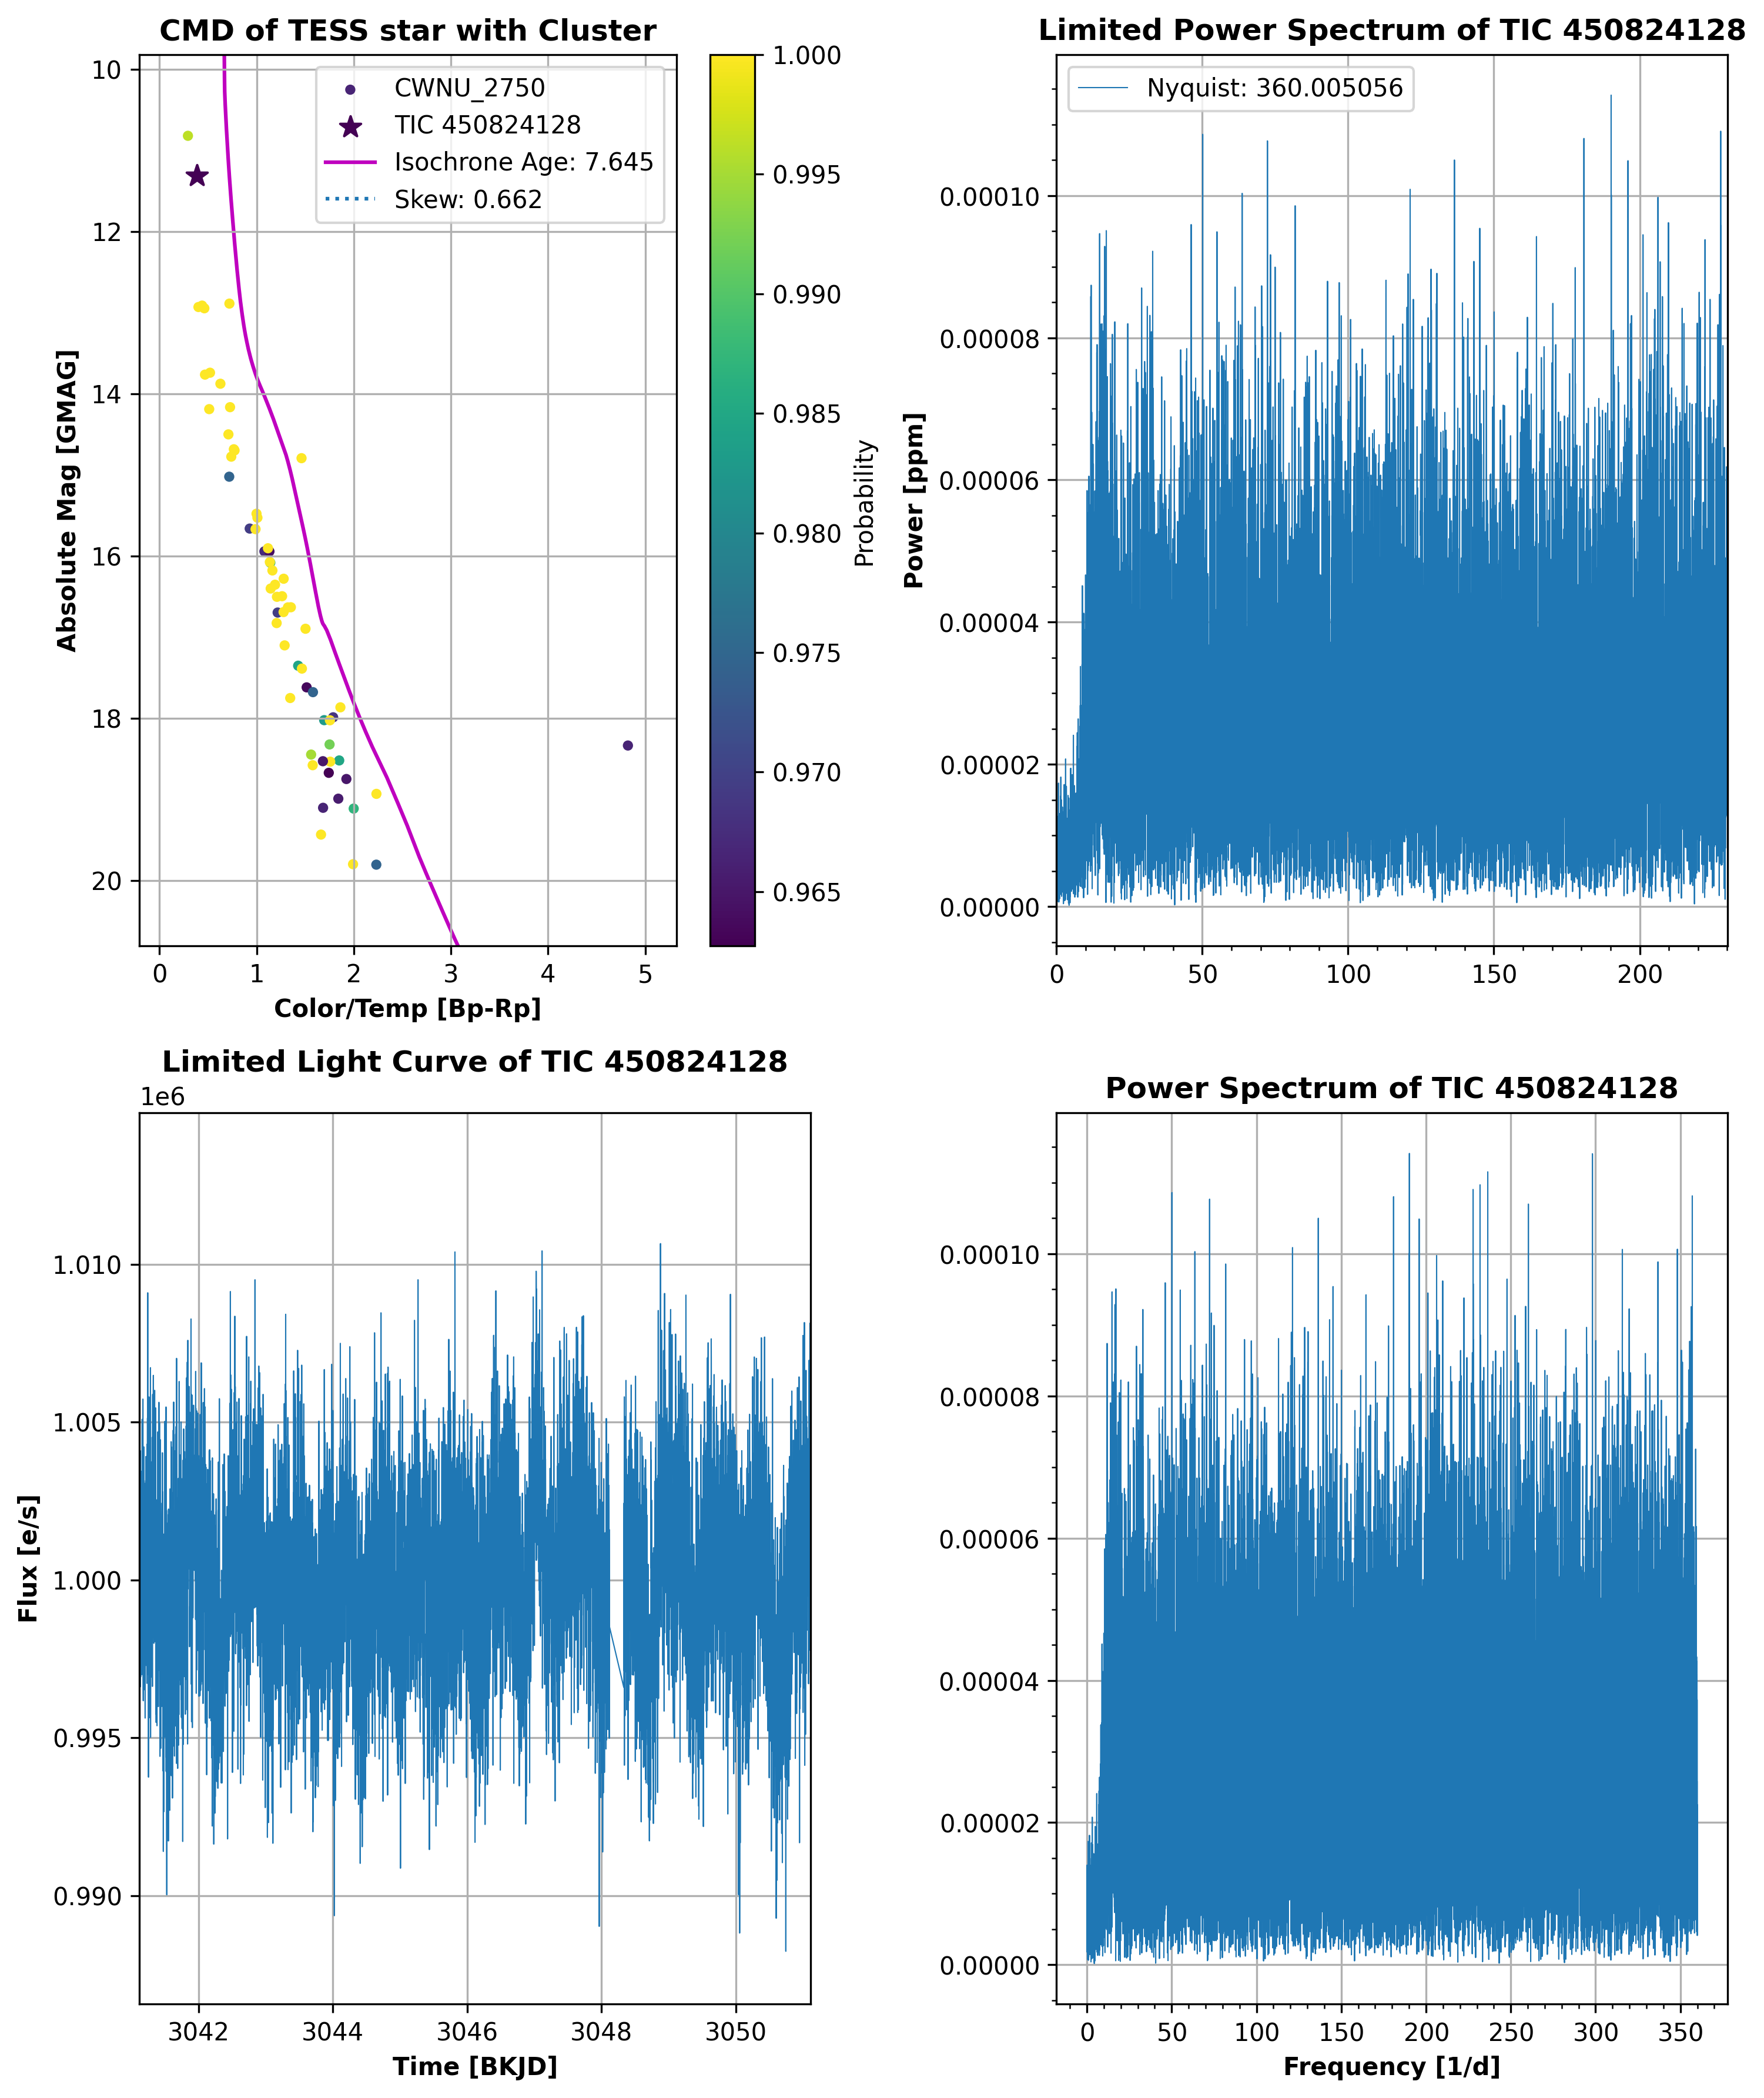 CMD of TESS star with Cluster
CWNU_2750
TIC 450824128
Isochrone Age: 7.645
Skew: 0.662
10
12
14
16
18
20
0 1 2 3 4 5
Absolute Mag [GMAG]
Color/Temp [Bp-Rp]
1.000
0.995
0.990
0.985
0.980
0.975
0.970
0.965
Probability
Limited Power Spectrum of TIC 450824128
Nyquist: 360.005056
0.00010
0.00008
0.00006
0.00004
0.00002
0.00000
0 50 100 150 200
Power [ppm]
Limited Light Curve of TIC 450824128
1e6
1.010
1.005
1.000
0.995
0.990
3042 3044 3046 3048 3050
Flux [e/s]
Time [BKJD]
Power Spectrum of TIC 450824128
0.00010
0.00008
0.00006
0.00004
0.00002
0.00000
0 50 100 150 200 250 300 350
Frequency [1/d]